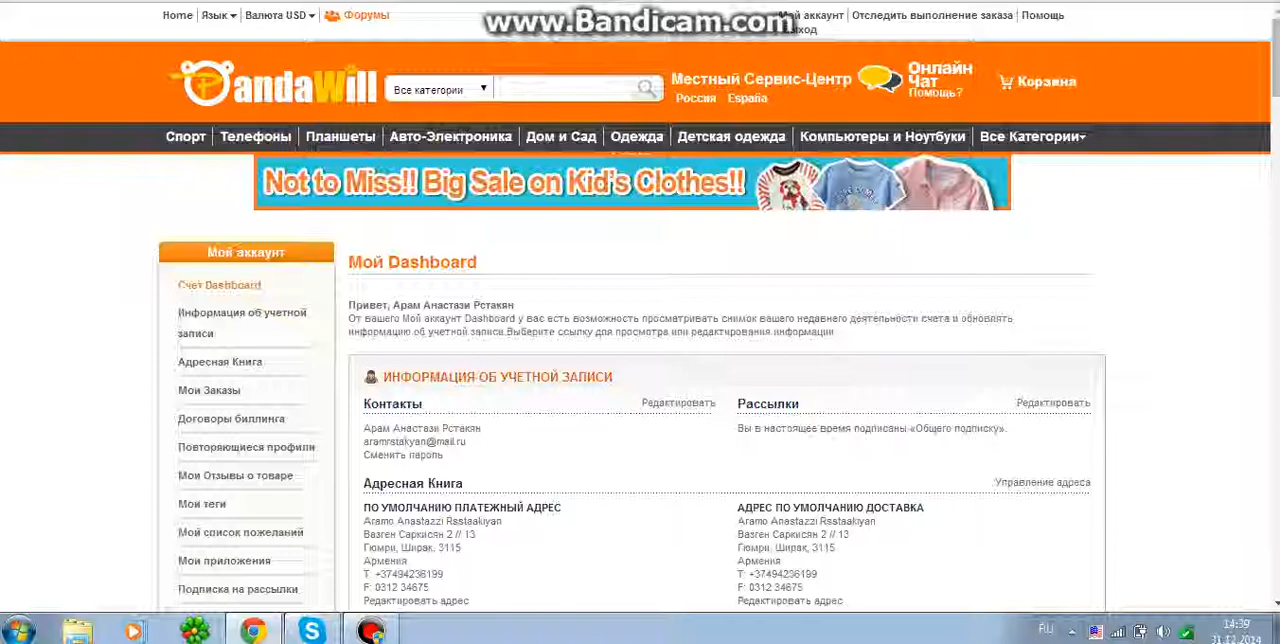 www.Bandicam.com
Home Язык Валюта USD Форумы Мой аккаунт Отследить выполнение заказа Помощь
Выход
PandaWill Все категории Местный Сервис-Центр Онлайн Чат Помощь? Корзина
Россия España
Спорт Телефоны Планшеты Авто-Электроника Дом и Сад Одежда Детская одежда Компьютеры и Ноутбуки Все Категории
Not to Miss!! Big Sale on Kid's Clothes!!
Мой аккаунт
Счет Dashboard
Информация об учетной
записи
Адресная Книга
Мои Заказы
Договоры биллинга
Повторяющиеся профили
Мои Отзывы о товаре
Мои теги
Мой список пожеланий
Мои приложения
Подписка на рассылки
Мой Dashboard
Привет, Арам Анастази Рстакян
От вашего Мой аккаунт Dashboard у вас есть возможность просматривать снимок вашего недавнего деятельности счета и обновлять
информацию об учетной записи.Выберите ссылку для просмотра или редактирования информации
ИНФОРМАЦИЯ ОБ УЧЕТНОЙ ЗАПИСИ
Контакты Редактировать
Арам Анастази Рстакян
aramrstakyan@mail.ru
Сменить пароль
Рассылки Редактировать
Вы в настоящее время подписаны «Общего подписку».
Адресная Книга Управление адреса
ПО УМОЛЧАНИЮ ПЛАТЕЖНЫЙ АДРЕС
Aramo Anastazzi Rsstaakiyan
Вазген Саркисян 2 // 13
Гюмри, Ширак, 3115
Армения
T: +37494236199
F: 0312 34675
Редактировать адрес
АДРЕС ПО УМОЛЧАНИЮ ДОСТАВКА
Aramo Anastazzi Rsstaakiyan
Вазген Саркисян 2 // 13
Гюмри, Ширак, 3115
Армения
T: +37494236199
F: 0312 34675
Редактировать адрес
RU
14:39
31.12.2014